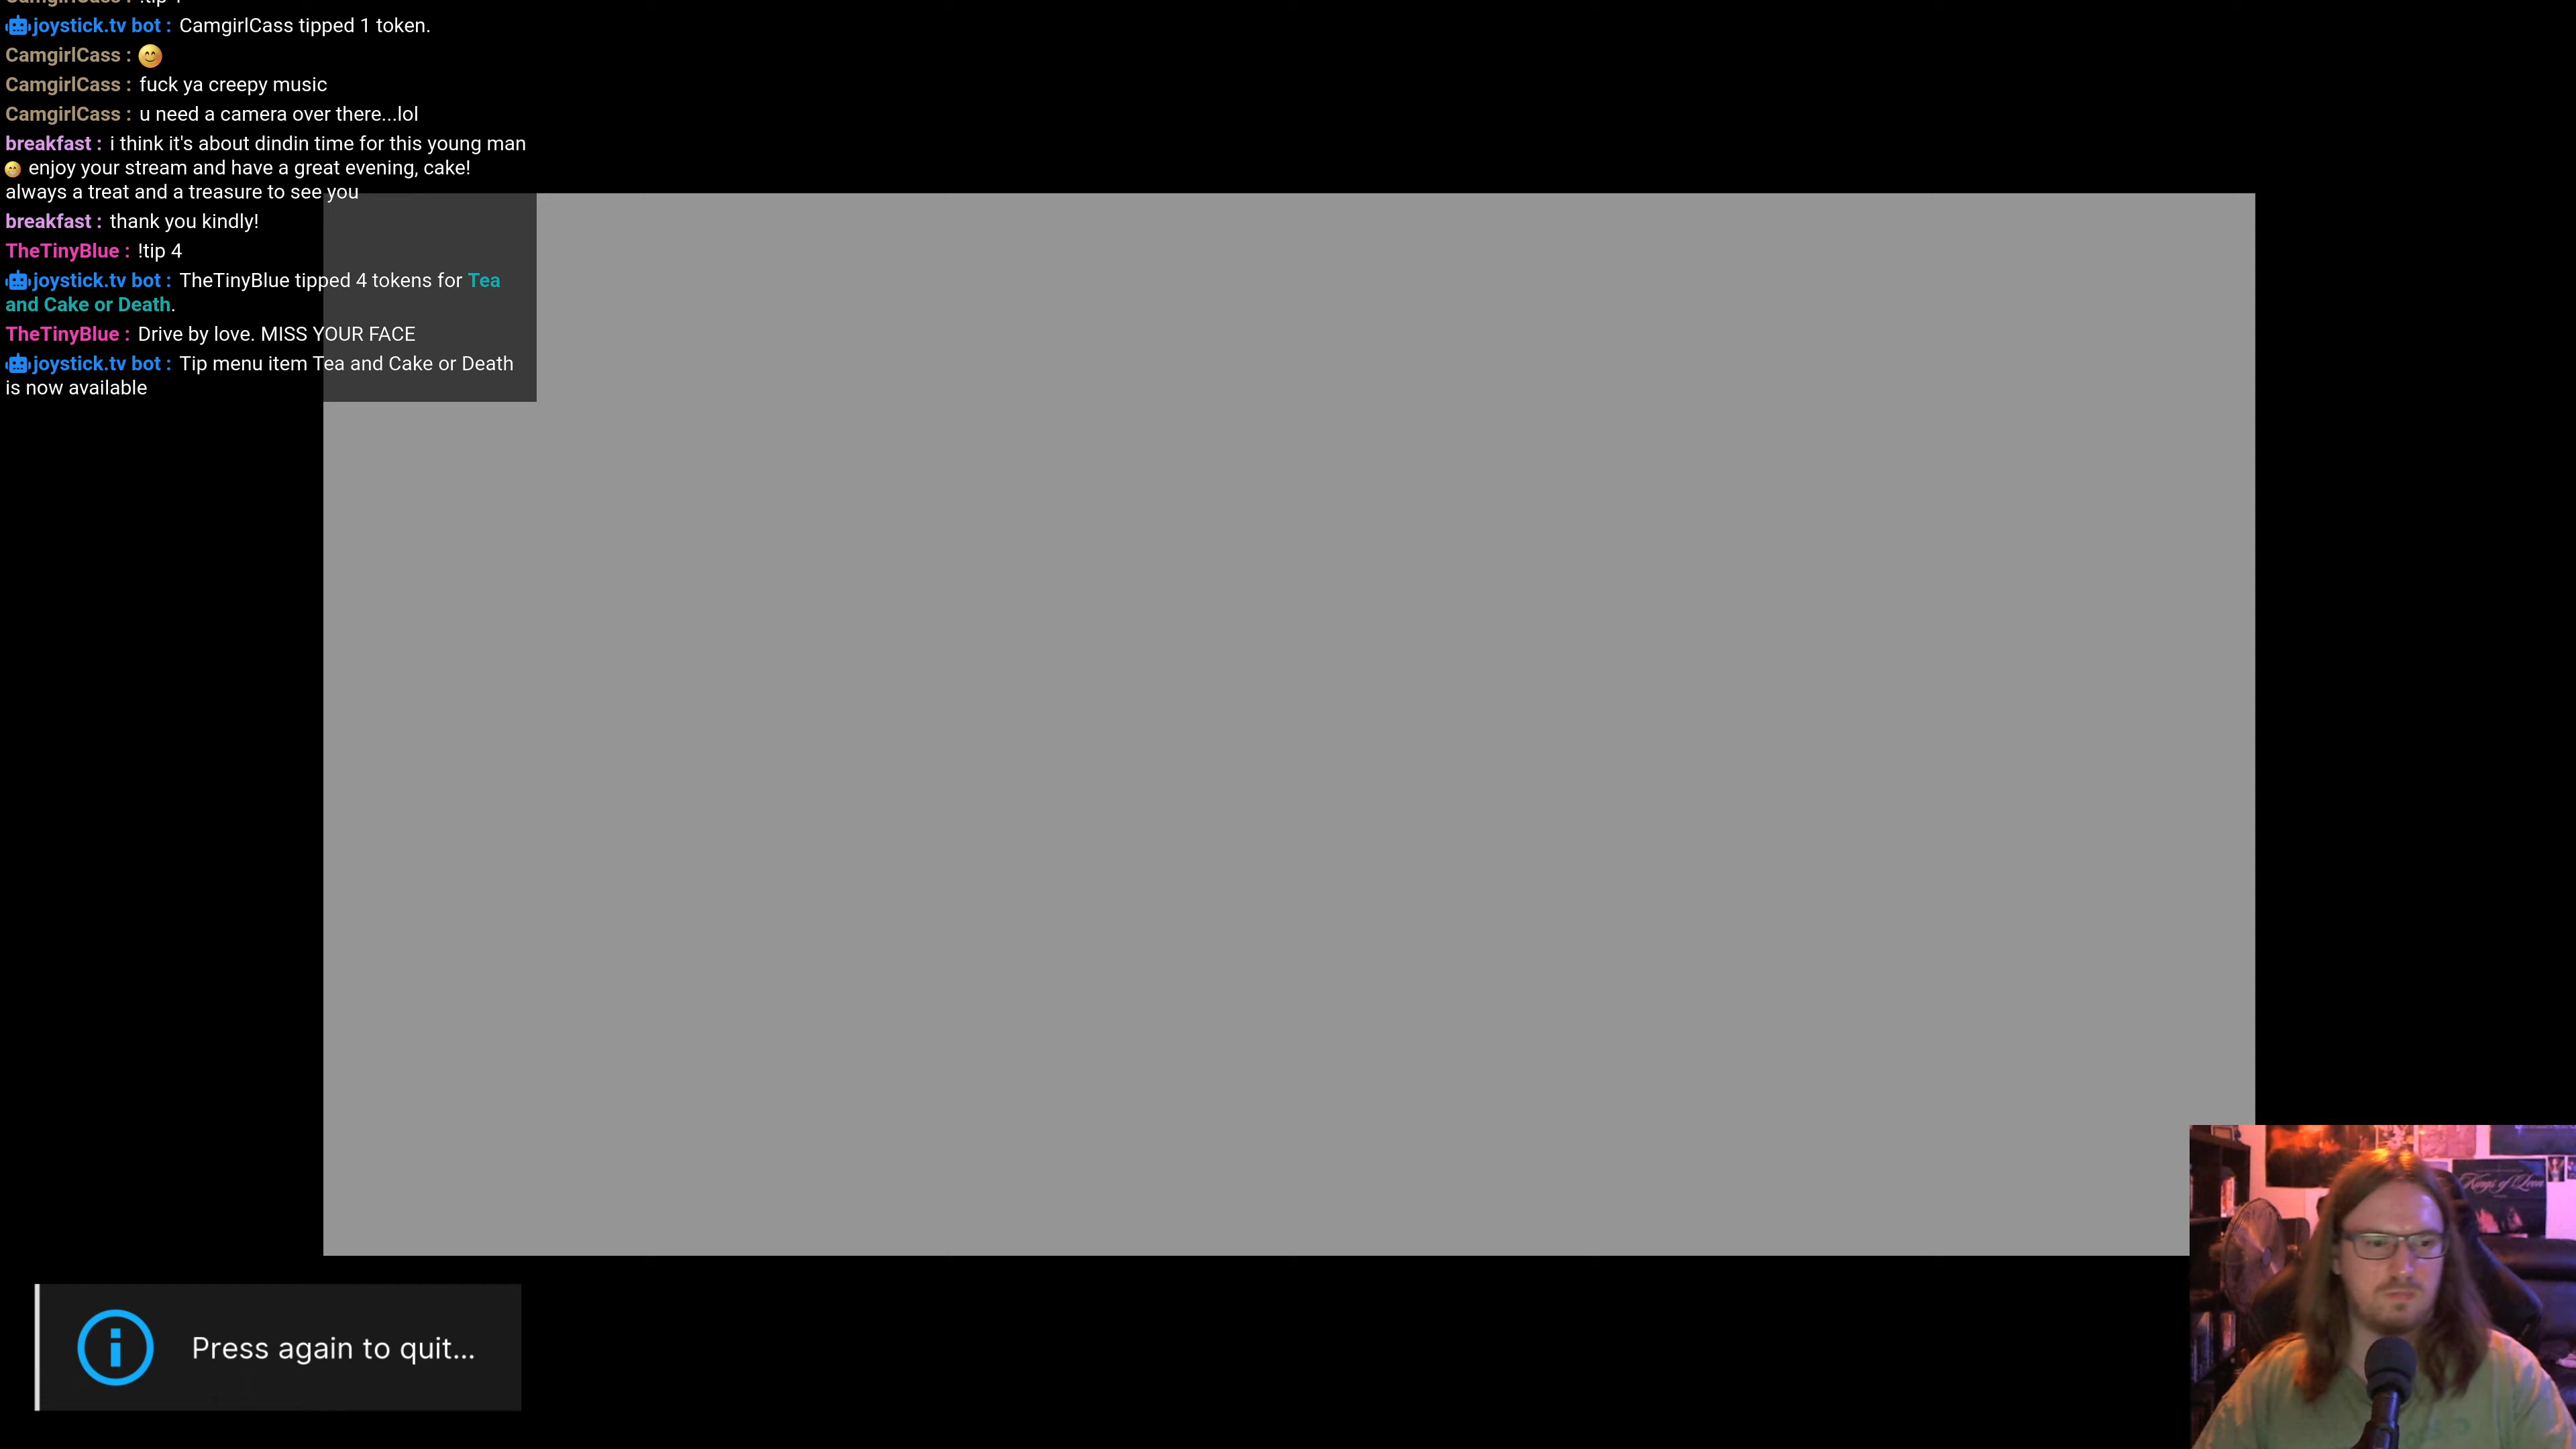 joystick.tv bot : CamgirlCass tipped 1 token.
CamgirlCass : 😊
CamgirlCass : fuck ya creepy music
CamgirlCass : u need a camera over there...lol
breakfast : i think it's about dindin time for this young man
😁 enjoy your stream and have a great evening, cake!
always a treat and a treasure to see you
breakfast : thank you kindly!
TheTinyBlue : !tip 4
joystick.tv bot : TheTinyBlue tipped 4 tokens for Tea
and Cake or Death.
TheTinyBlue : Drive by love. MISS YOUR FACE
joystick.tv bot : Tip menu item Tea and Cake or Death
is now available
Kings of Leon
Press again to quit...